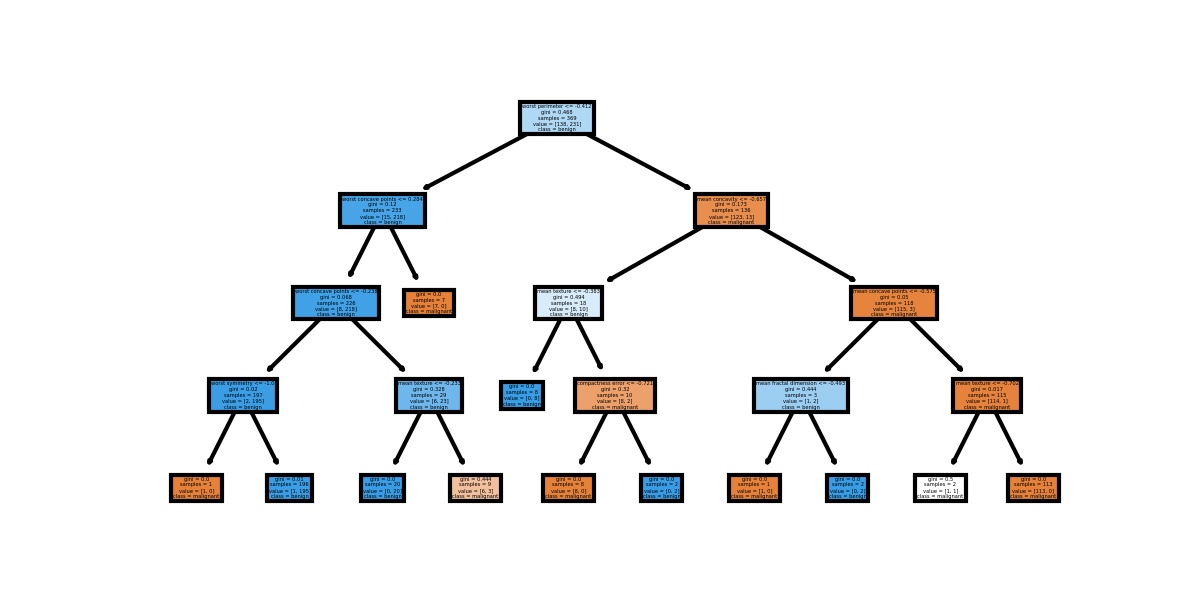 worst perimeter <= -0.412
gini = 0.468
samples = 369
value = [138, 231]
class = benign
worst concave points <= 0.284
gini = 0.12
samples = 233
value = [15, 218]
class = benign
mean concavity <= -0.657
gini = 0.173
samples = 136
value = [123, 13]
class = malignant
worst concave points <=
gini = 0.068
samples = 226
value = [8, 218]
class = benign
gini = 0.0
samples = 7
value = [7, 0]
class = malignant
mean texture <= -0.383
gini = 0.494
samples = 18
value = [8, 10]
class = benign
mean concave points <=
gini = 0.05
samples = 118
value = [115, 3]
class = malignant
worst symmetry <=
gini = 0.02
samples = 197
value = [2, 195]
class = benign
mean texture <= -0.233
gini = 0.328
samples = 29
value = [6, 23]
class = benign
gini = 0.0
samples = 8
value = [0, 8]
class = benign
compactness error <= -0.721
gini = 0.32
samples = 10
value = [8, 2]
class = malignant
mean fractal dimension <= -0.493
gini = 0.444
samples = 3
value = [1, 2]
class = benign
mean texture <= -0.702
gini = 0.017
samples = 115
value = [114, 1]
class = malignant
gini = 0.0
samples = 1
value = [1, 0]
class = malignant
gini = 0.01
samples = 196
value = [1, 195]
class = benign
gini = 0.0
samples = 20
value = [0, 20]
class = benign
gini = 0.444
samples = 9
value = [6, 3]
class = malignant
gini = 0.0
samples = 8
value = [8, 0]
class = malignant
gini = 0.0
samples = 2
value = [0, 2]
class = benign
gini = 0.0
samples = 1
value = [1, 0]
class = malignant
gini = 0.0
samples = 2
value = [0, 2]
class = benign
gini = 0.5
samples = 2
value = [1, 1]
class = malignant
gini = 0.0
samples = 113
value = [113, 0]
class = malignant